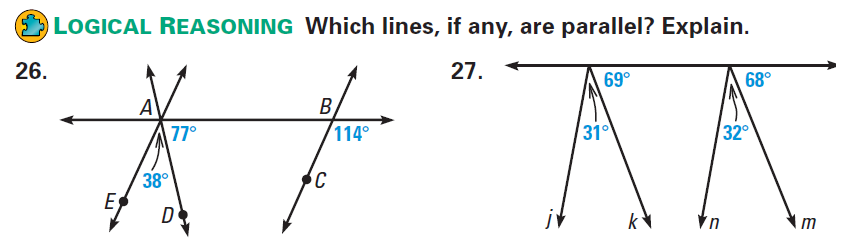 LOGICAL REASONING Which lines, if any, are parallel? Explain.
26.
A
B
77°
114°
38°
C
E
D
27.
69°
68°
31°
32°
j
k
n
m